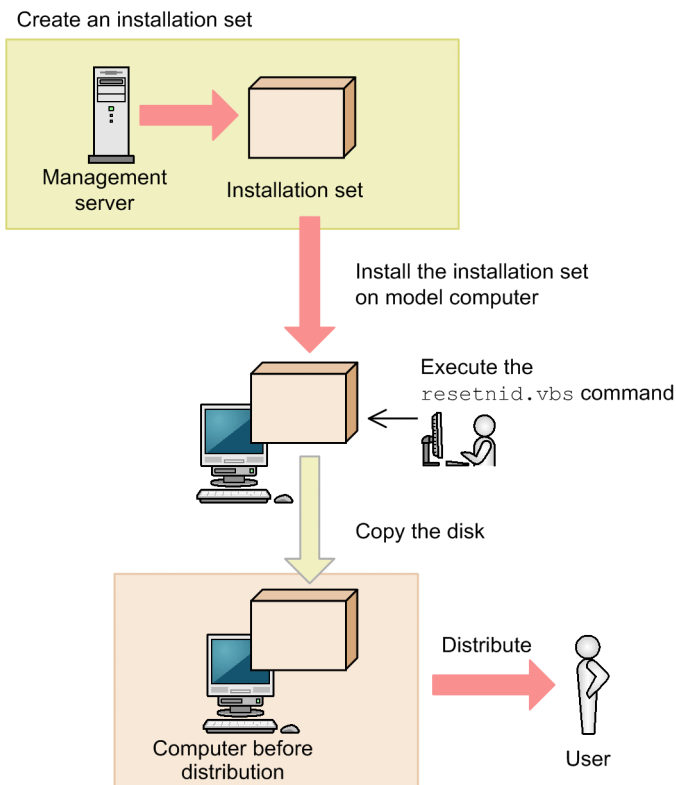 Create an installation set
Management
server
Installation set
Install the installation set
on model computer
Execute the
resetnid.vbs command
Copy the disk
Distribute
Computer before
distribution
User